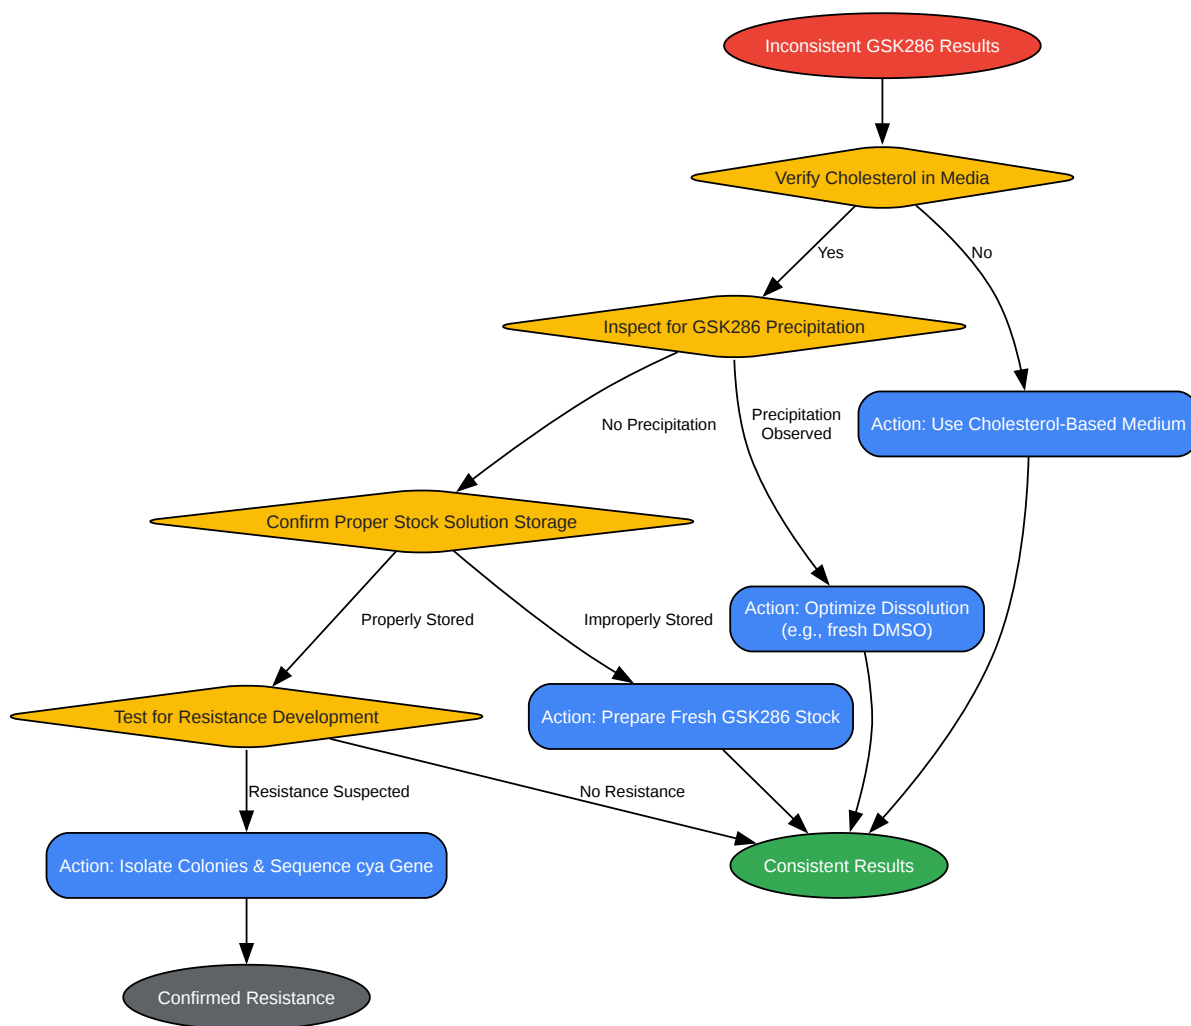 Inconsistent GSK286 Results
Verify Cholesterol in Media
Yes
No
Inspect for GSK286 Precipitation
No Precipitation
Precipitation
Observed
Action: Use Cholesterol-Based Medium
Confirm Proper Stock Solution Storage
Properly Stored
Improperly Stored
Action: Optimize Dissolution
(e.g., fresh DMSO)
Test for Resistance Development
Action: Prepare Fresh GSK286 Stock
Resistance Suspected
No Resistance
Action: Isolate Colonies & Sequence cya Gene
Consistent Results
Confirmed Resistance